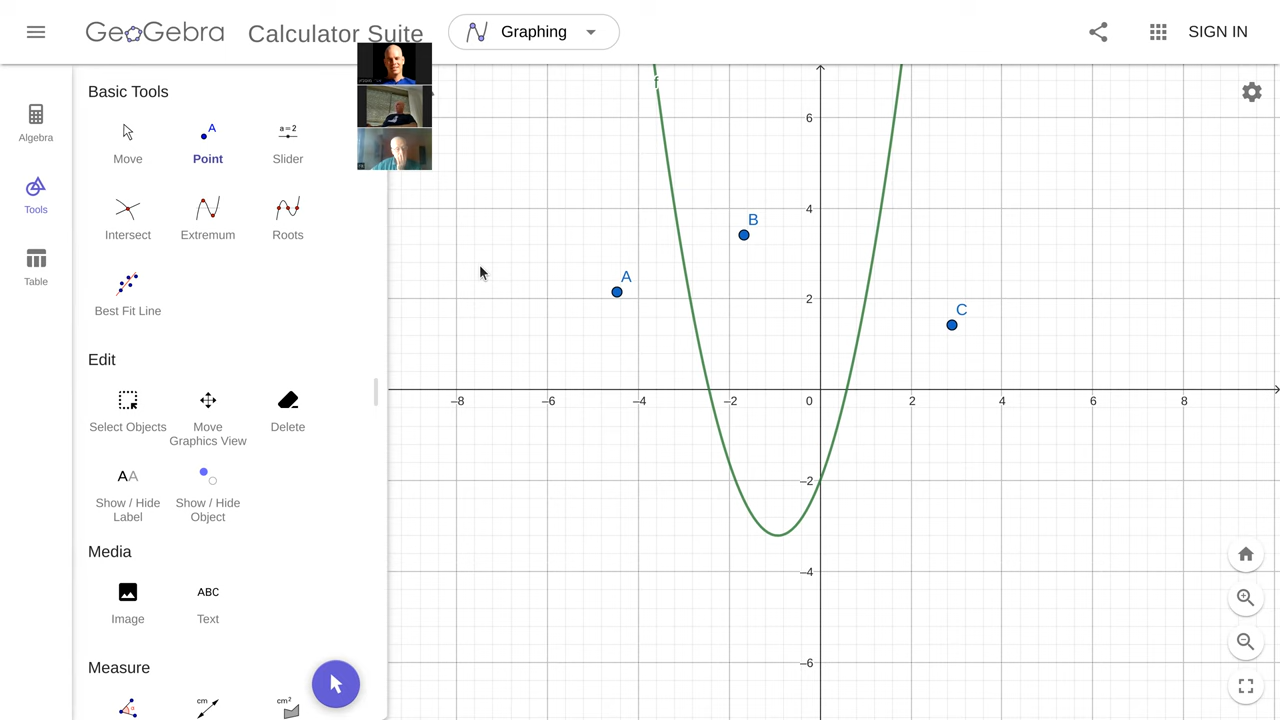 GeoGebra
Calculator Suite
Graphing
SIGN IN
Algebra
Tools
Table
Basic Tools
A
a=2
Move
Point
Slider
Intersect
Extremum
Roots
Best Fit Line
Edit
Select Objects
Move
Graphics View
Delete
AA
Show / Hide
Label
Show / Hide
Object
Media
ABC
Image
Text
Measure
α
cm
cm²
f
B
A
C
6
4
2
–8
–6
–4
–2
0
2
4
6
8
–2
–4
–6